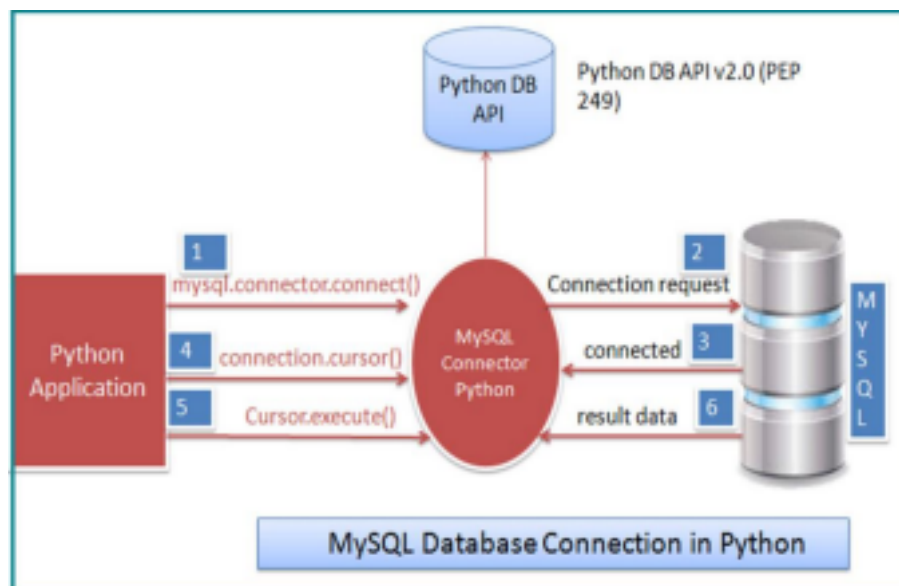 Python DB
API
Python DB API v2.0 (PEP
249)
1
mysql.connector.connect()
2
Connection request
Python
Application
MySQL
Connector
Python
4
connection.cursor()
3
connected
5
Cursor.execute()
6
result data
MYSQL
MySQL Database Connection in Python